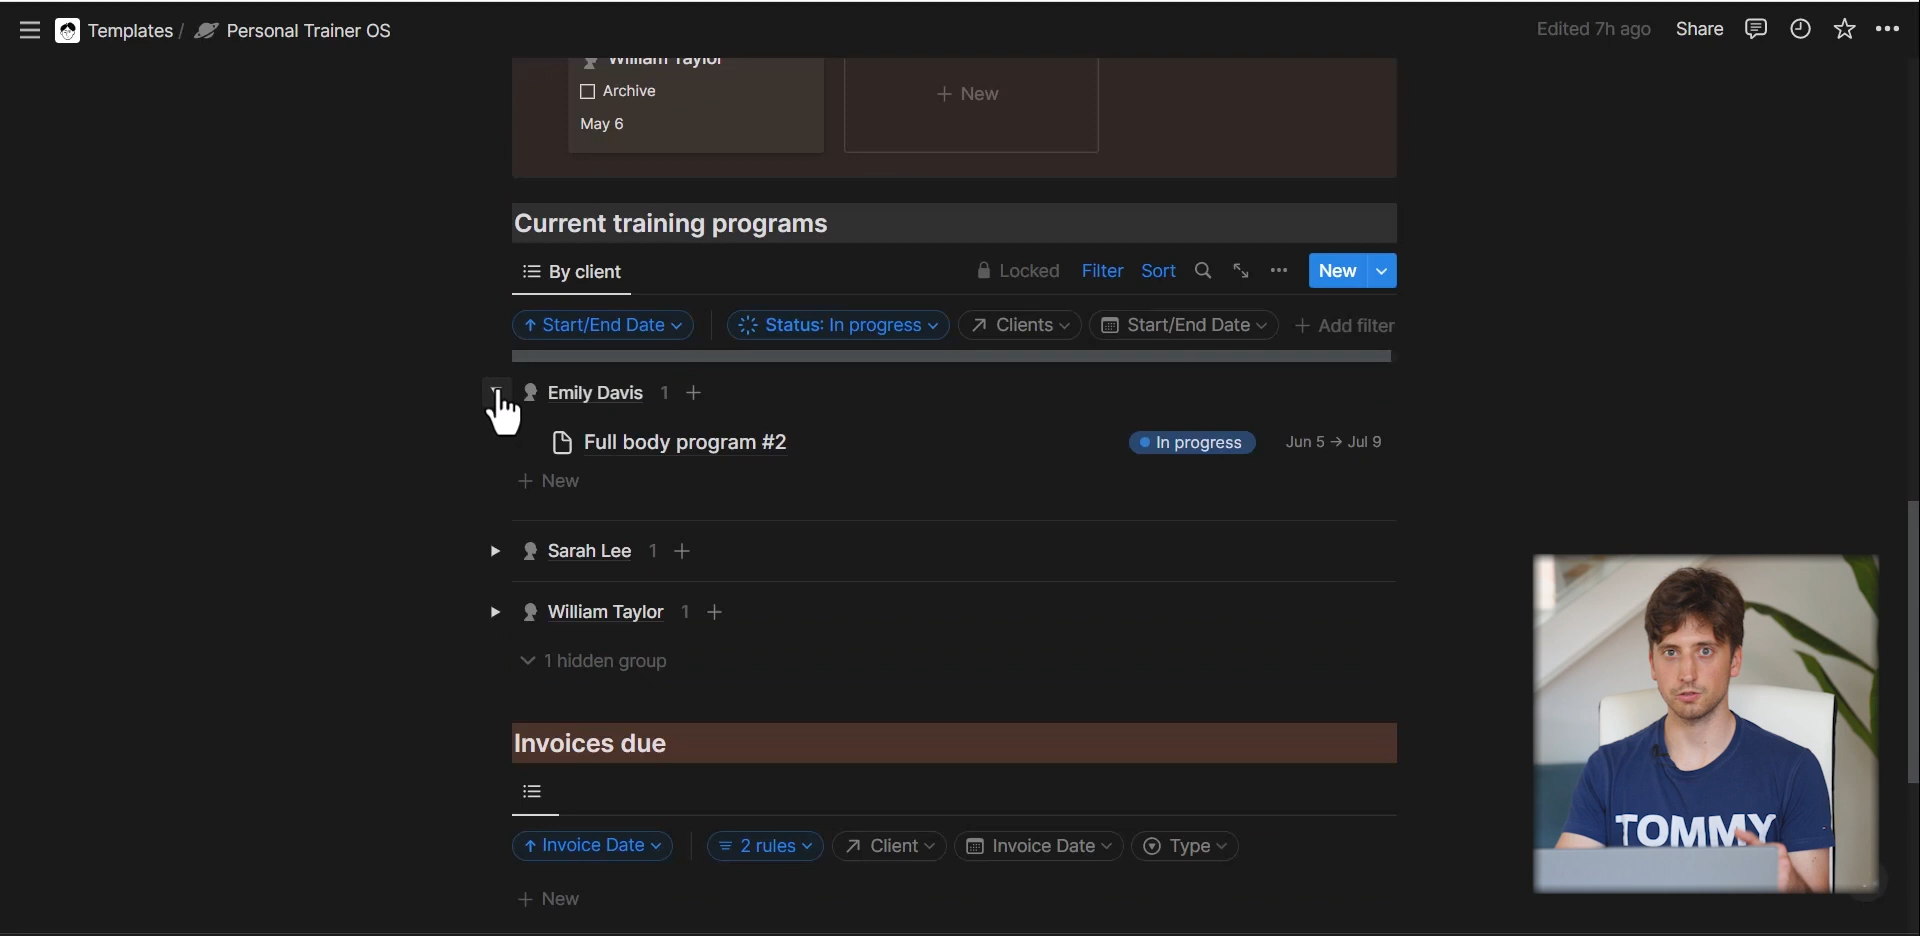 Templates / Personal Trainer OS
Edited 7h ago Share
William Taylor
Archive
May 6
New
Current training programs
By client
Locked Filter Sort New
Start/End Date Status: In progress Clients Start/End Date Add filter
Emily Davis 1
Full body program #2 In progress Jun 5 → Jul 9
New
Sarah Lee 1
William Taylor 1
1 hidden group
Invoices due
Invoice Date 2 rules Client Invoice Date Type
New
TOMMY